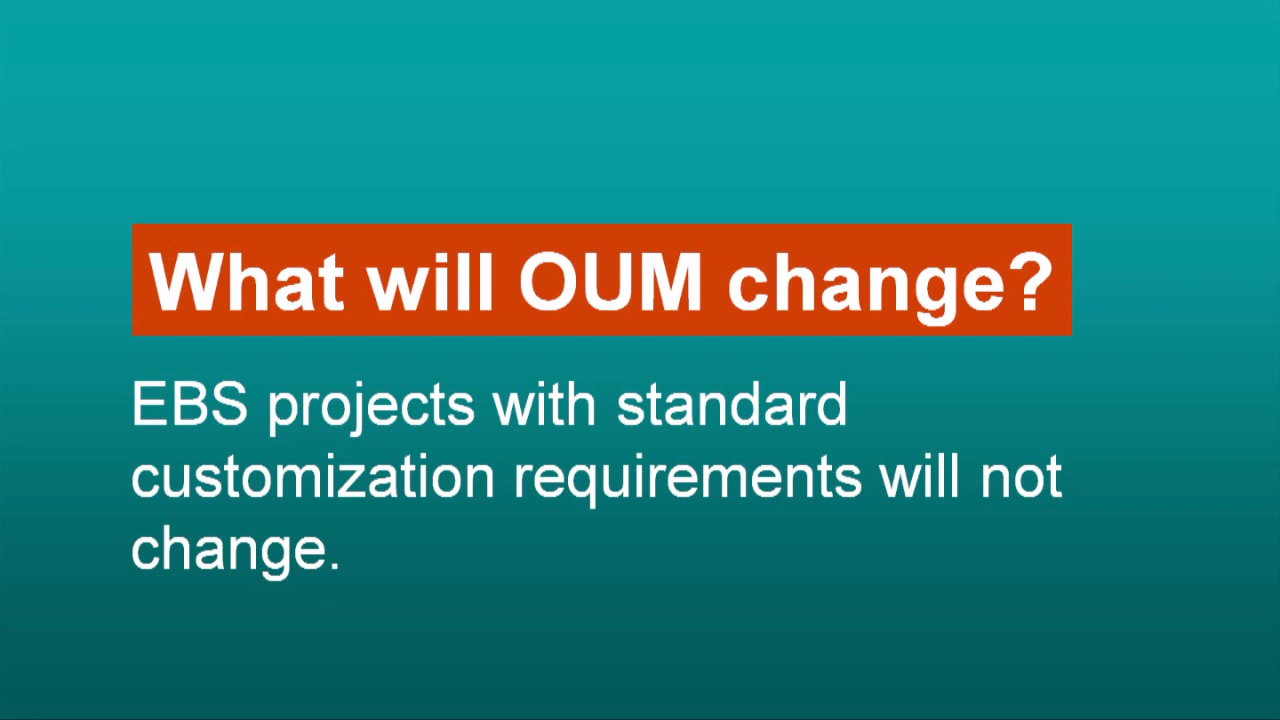 What will OUM change?
EBS projects with standard
customization requirements will not
change.